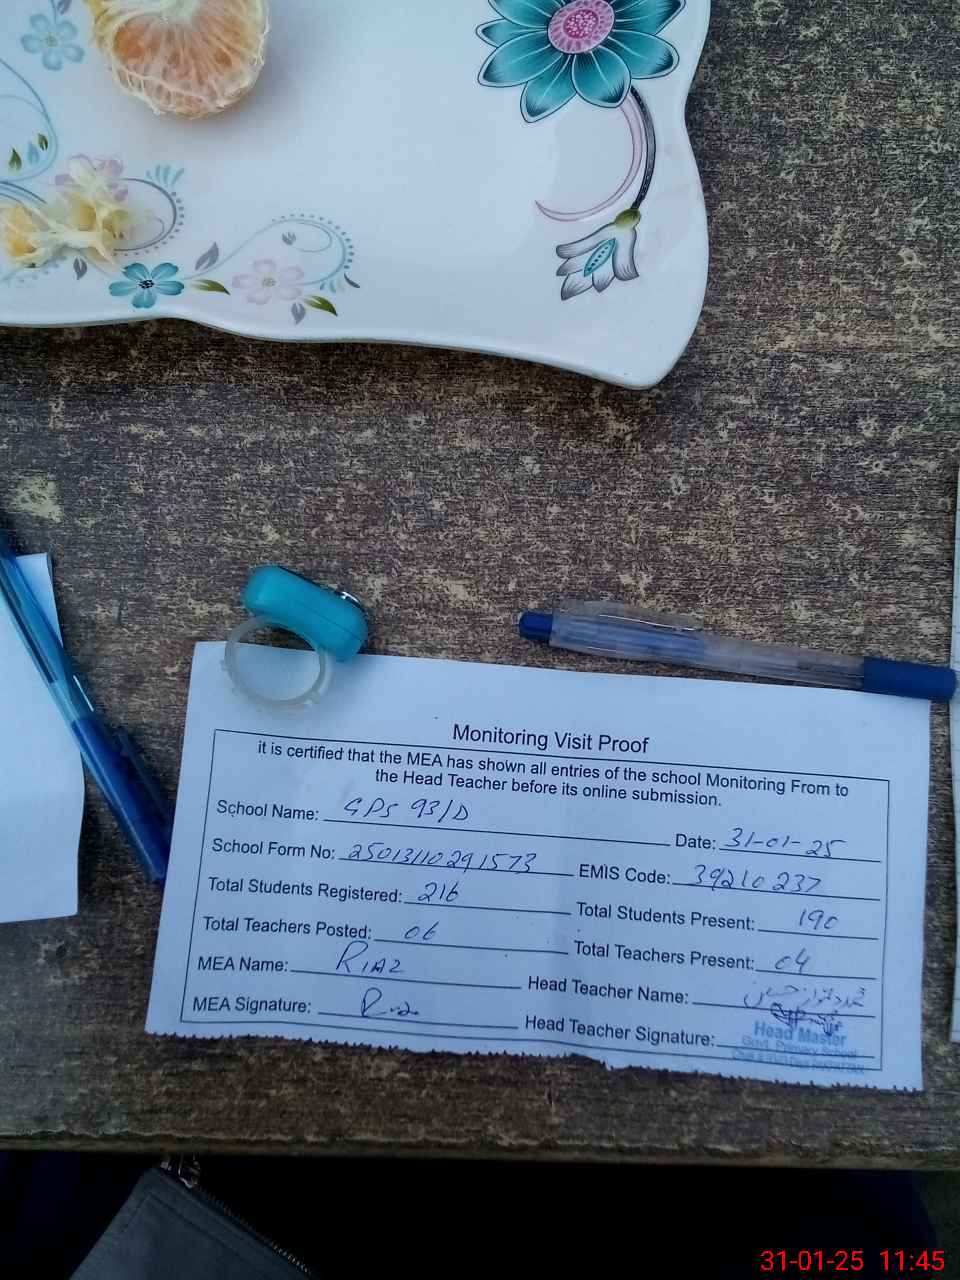 Monitoring Visit Proof
it is certified that the MEA has shown all entries of the school Monitoring From to
the Head Teacher before its online submission.
School Name: GPS 93/D
Date: 31-01-25
School Form No: 25013110291573
EMIS Code: 39210237
Total Students Registered: 216
Total Students Present: 190
Total Teachers Posted: 06
Total Teachers Present: 04
MEA Name: RIAZ
Head Teacher Name:
MEA Signature: Riaz
Head Teacher Signature:
Head Master
Govt. Primary School
31-01-25 11:45